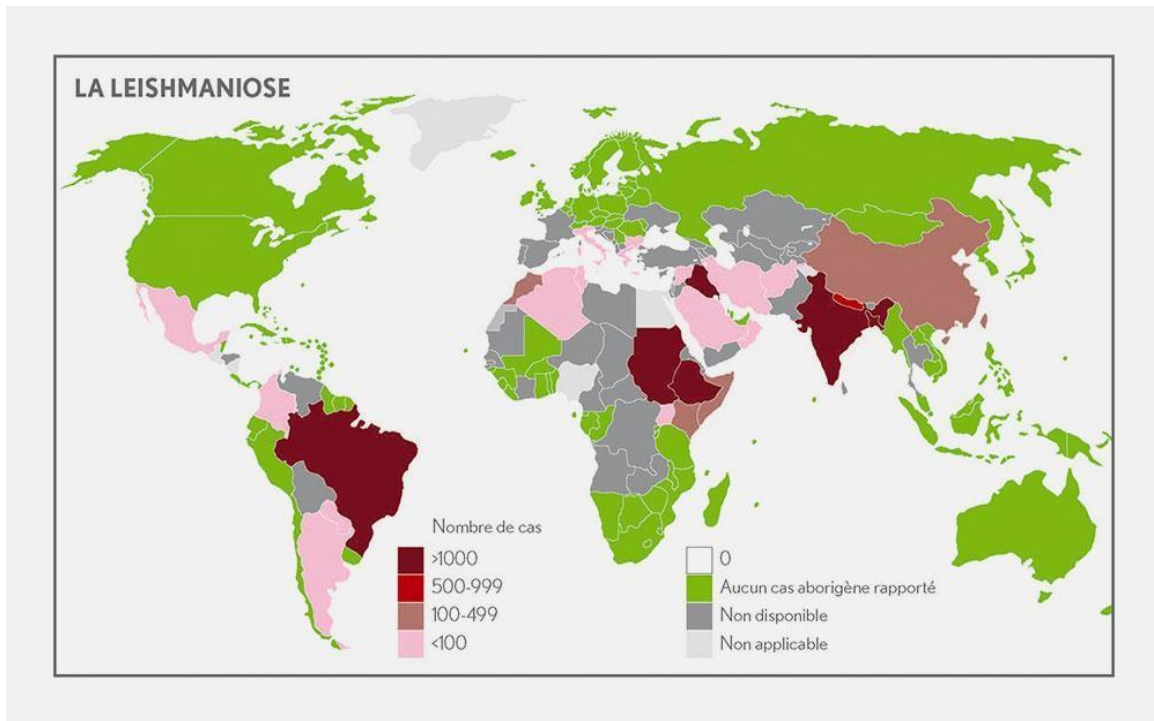 LA LEISHMANIOSE
Nombre de cas
>1000
500-999
100-499
<100
0
Aucun cas aborigène rapporté
Non disponible
Non applicable